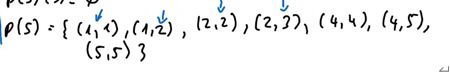 P(S) = { (1,1), (1,2), (2,2), (2,3), (4,4), (4,5),
(5,5) }